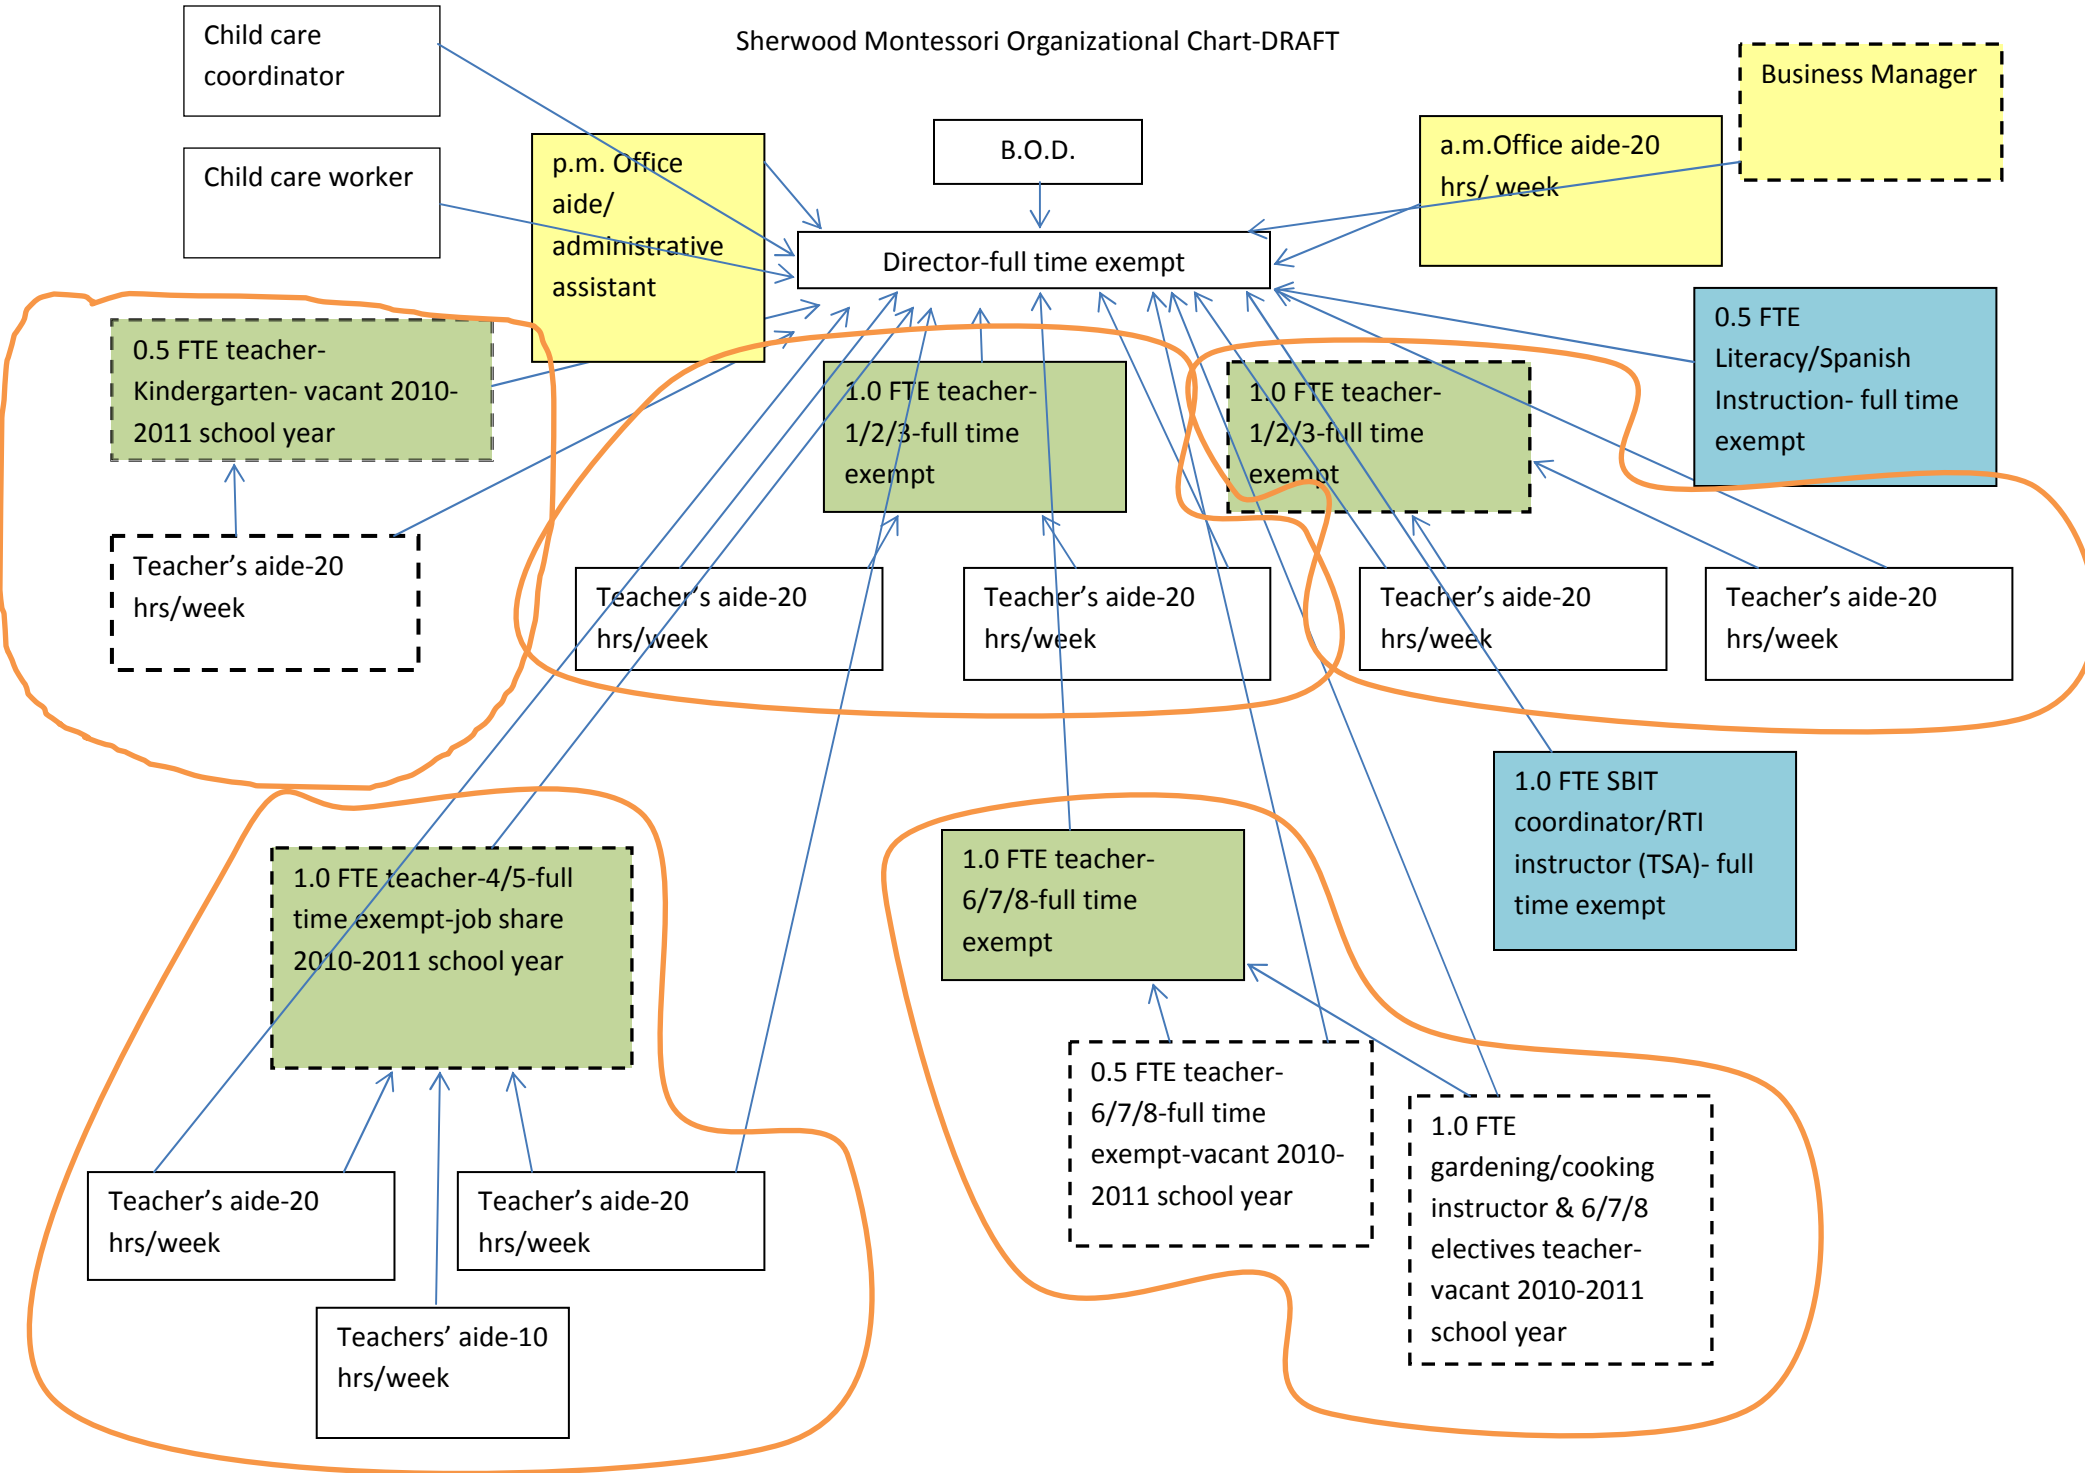 Sherwood Montessori Organizational Chart-DRAFT
Child care
coordinator
Business Manager
Child care worker
p.m. Office
aide/
administrative
assistant
B.O.D.
a.m.Office aide-20
hrs/ week
Director-full time exempt
0.5 FTE teacher-
Kindergarten- vacant 2010-
2011 school year
1.0 FTE teacher-
1/2/3-full time
exempt
1.0 FTE teacher-
1/2/3-full time
exempt
0.5 FTE
Literacy/Spanish
Instruction- full time
exempt
Teacher’s aide-20
hrs/week
Teacher’s aide-20
hrs/week
Teacher’s aide-20
hrs/week
Teacher’s aide-20
hrs/week
Teacher’s aide-20
hrs/week
1.0 FTE SBIT
coordinator/RTI
instructor (TSA)- full
time exempt
1.0 FTE teacher-4/5-full
time exempt-job share
2010-2011 school year
1.0 FTE teacher-
6/7/8-full time
exempt
0.5 FTE teacher-
6/7/8-full time
exempt-vacant 2010-
2011 school year
1.0 FTE
gardening/cooking
instructor & 6/7/8
electives teacher-
vacant 2010-2011
school year
Teacher’s aide-20
hrs/week
Teacher’s aide-20
hrs/week
Teachers’ aide-10
hrs/week